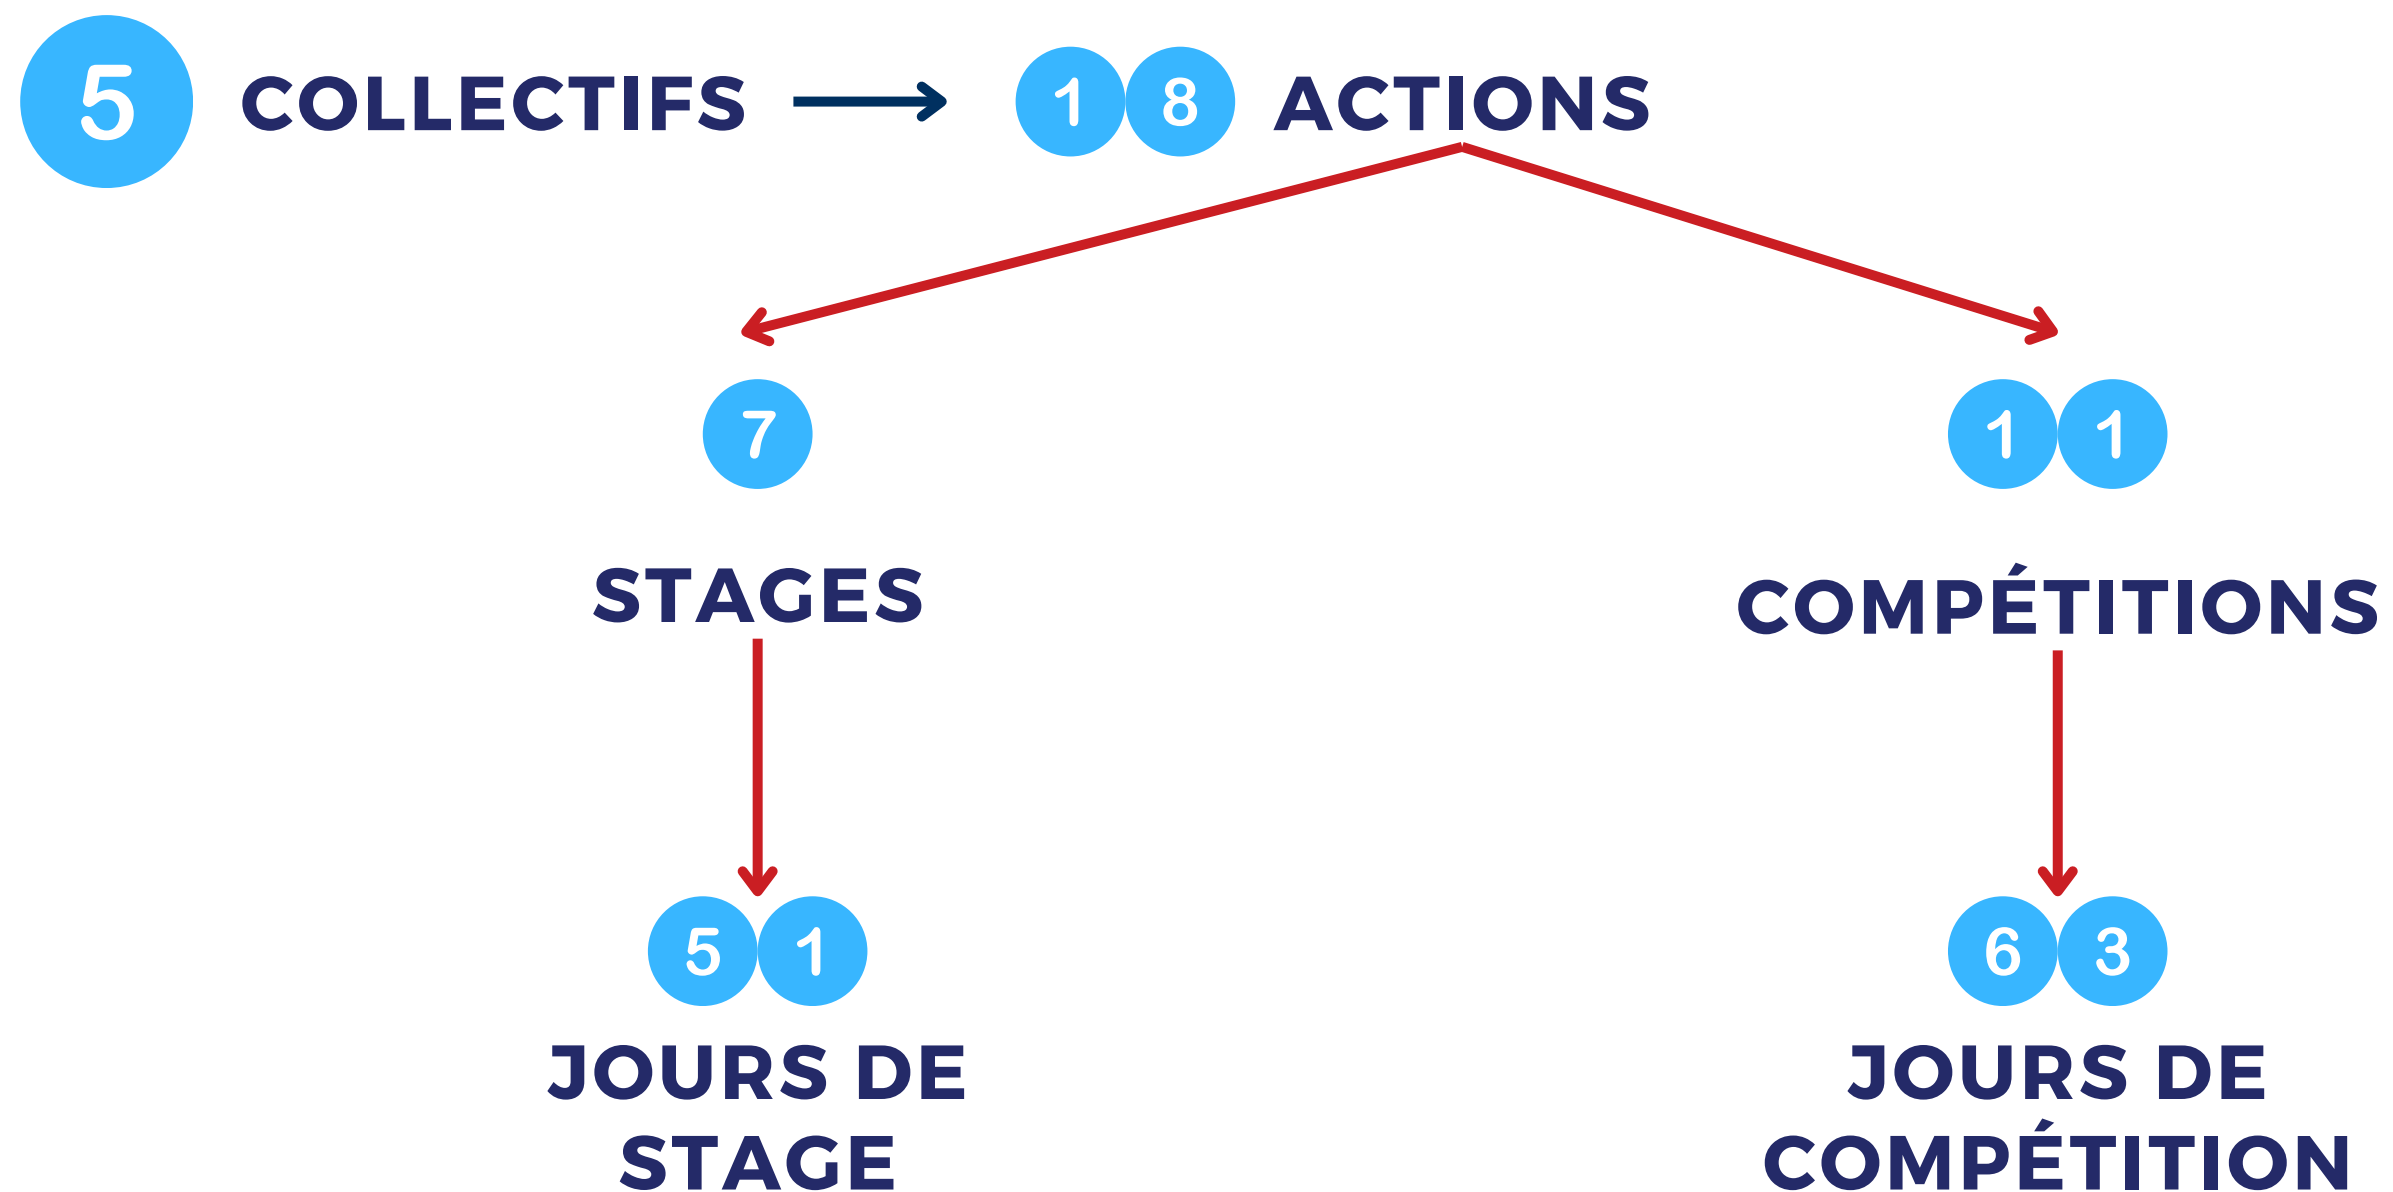 5 COLLECTIFS 18 ACTIONS
7
STAGES
51
JOURS DE
STAGE
11
COMPÉTITIONS
63
JOURS DE
COMPÉTITION